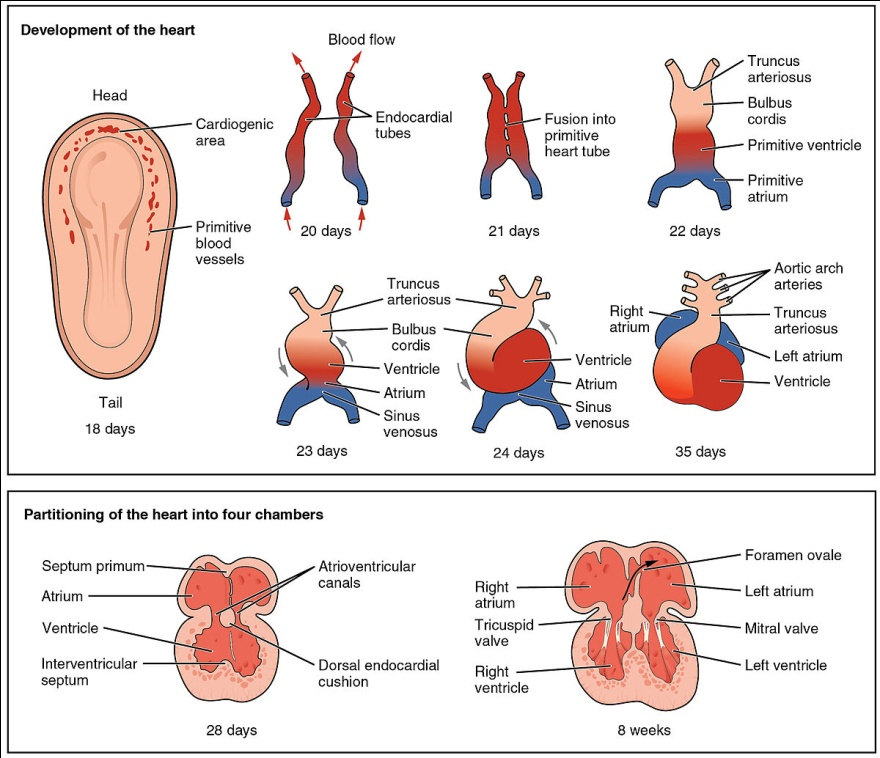 Development of the heart
Head
Cardiogenic
area
Primitive
blood
vessels
Tail
18 days
Blood flow
Endocardial
tubes
20 days
Fusion into
primitive
heart tube
21 days
Truncus
arteriosus
Bulbus
cordis
Primitive ventricle
Primitive
atrium
22 days
Truncus
arteriosus
Bulbus
cordis
Ventricle
Atrium
Sinus
venosus
23 days
Ventricle
Atrium
Sinus
venosus
24 days
Right
atrium
Aortic arch
arteries
Truncus
arteriosus
Left atrium
Ventricle
35 days
Partitioning of the heart into four chambers
Septum primum
Atrium
Ventricle
Interventricular
septum
Atrioventricular
canals
Dorsal endocardial
cushion
28 days
Right
atrium
Tricuspid
valve
Right
ventricle
Foramen ovale
Left atrium
Mitral valve
Left ventricle
8 weeks